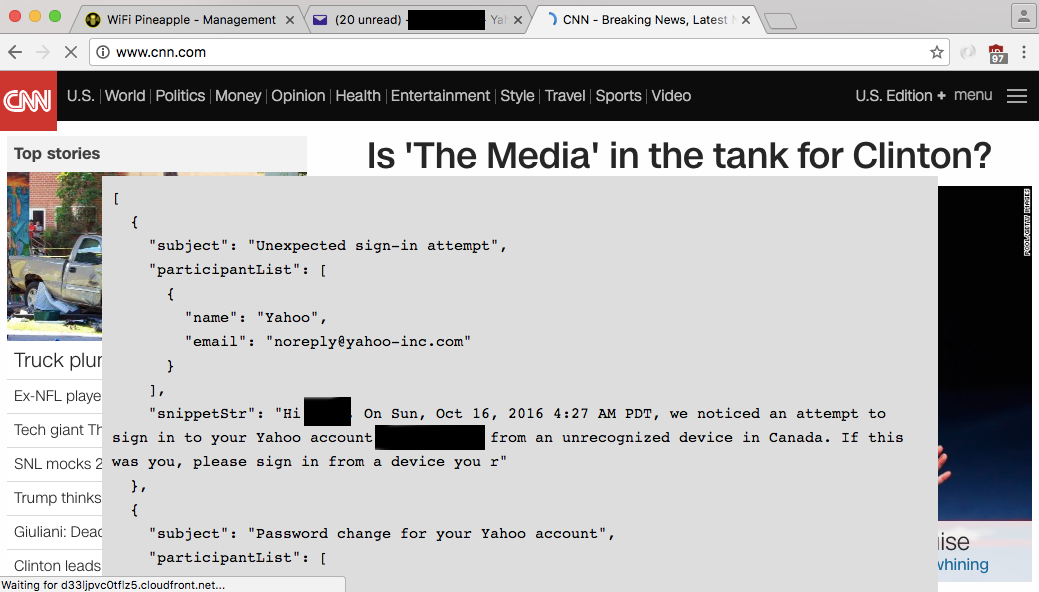 WiFi Pineapple - Management
(20 unread) - - Yah
CNN - Breaking News, Latest N
www.cnn.com
97
CNN
U.S. World Politics Money Opinion Health Entertainment Style Travel Sports Video
U.S. Edition + menu
Top stories
Is 'The Media' in the tank for Clinton?
POOL/GETTY IMAGES
[
{
"subject": "Unexpected sign-in attempt",
"participantList": [
{
"name": "Yahoo",
"email": "noreply@yahoo-inc.com"
}
],
"snippetStr": "Hi , On Sun, Oct 16, 2016 4:27 AM PDT, we noticed an attempt to
sign in to your Yahoo account from an unrecognized device in Canada. If this
was you, please sign in from a device you r"
},
{
"subject": "Password change for your Yahoo account",
"participantList": [
Truck plur
Ex-NFL playe
Tech giant Th
SNL mocks 2
Trump thinks
Giuliani: Dead
Clinton leads
ise
whining
Waiting for d33ljpvc0tflz5.cloudfront.net...